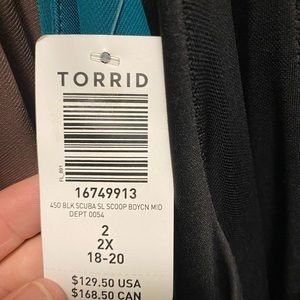 TORRID
FL_B91
16749913
450 BLK SCUBA SL SCOOP BDYCN MID
DEPT 0054
2
2X
18-20
$129.50 USA
$168.50 CAN